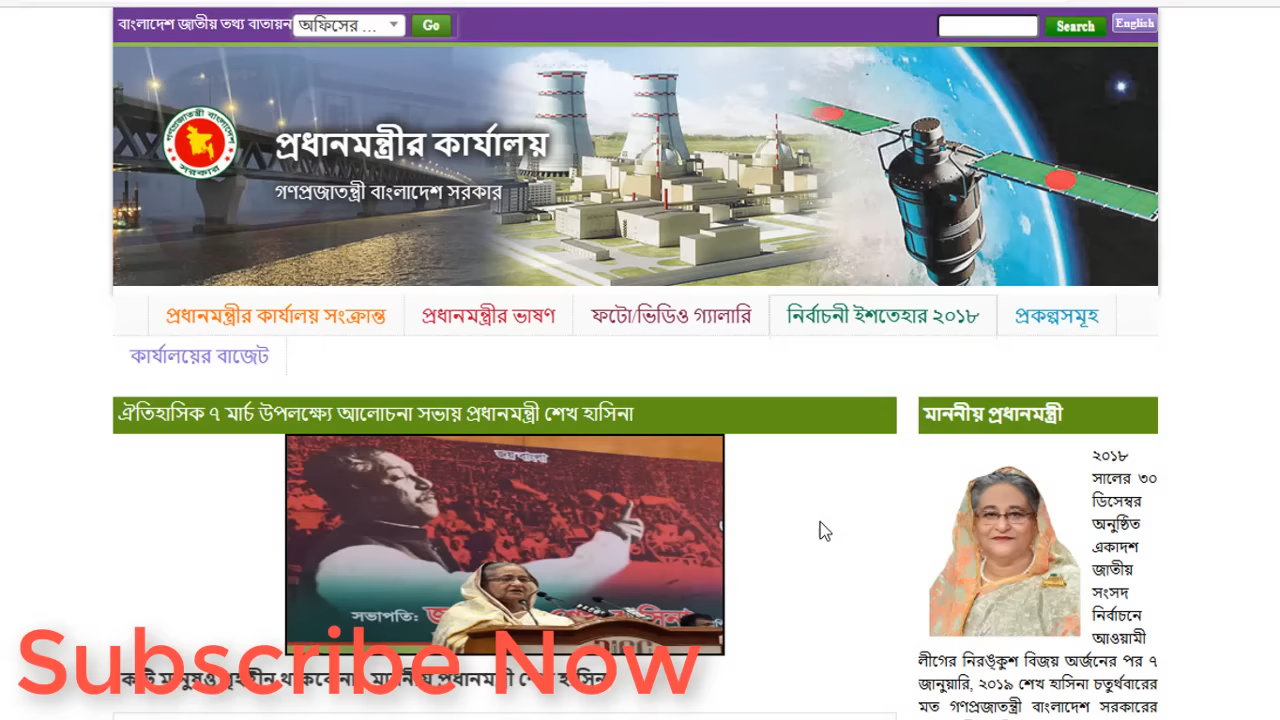 বাংলাদেশ জাতীয় তথ্য বাতায়ন অফিসের ... Go Search English
প্রধানমন্ত্রীর কার্যালয়
গণপ্রজাতন্ত্রী বাংলাদেশ সরকার
প্রধানমন্ত্রীর কার্যালয় সংক্রান্ত প্রধানমন্ত্রীর ভাষণ ফটো/ভিডিও গ্যালারি নির্বাচনী ইশতেহার ২০১৮ প্রকল্পসমূহ
কার্যালয়ের বাজেট
ঐতিহাসিক ৭ মার্চ উপলক্ষ্যে আলোচনা সভায় প্রধানমন্ত্রী শেখ হাসিনা
জয় বাংলা
সভাপতি:
Subscribe Now
মাননীয় প্রধানমন্ত্রী
২০১৮
সালের ৩০
ডিসেম্বর
অনুষ্ঠিত
একাদশ
জাতীয়
সংসদ
নির্বাচনে
আওয়ামী
লীগের নিরঙ্কুশ বিজয় অর্জনের পর ৭
জানুয়ারি, ২০১৯ শেখ হাসিনা চতুর্থবারের
মত গণপ্রজাতন্ত্রী বাংলাদেশ সরকারের